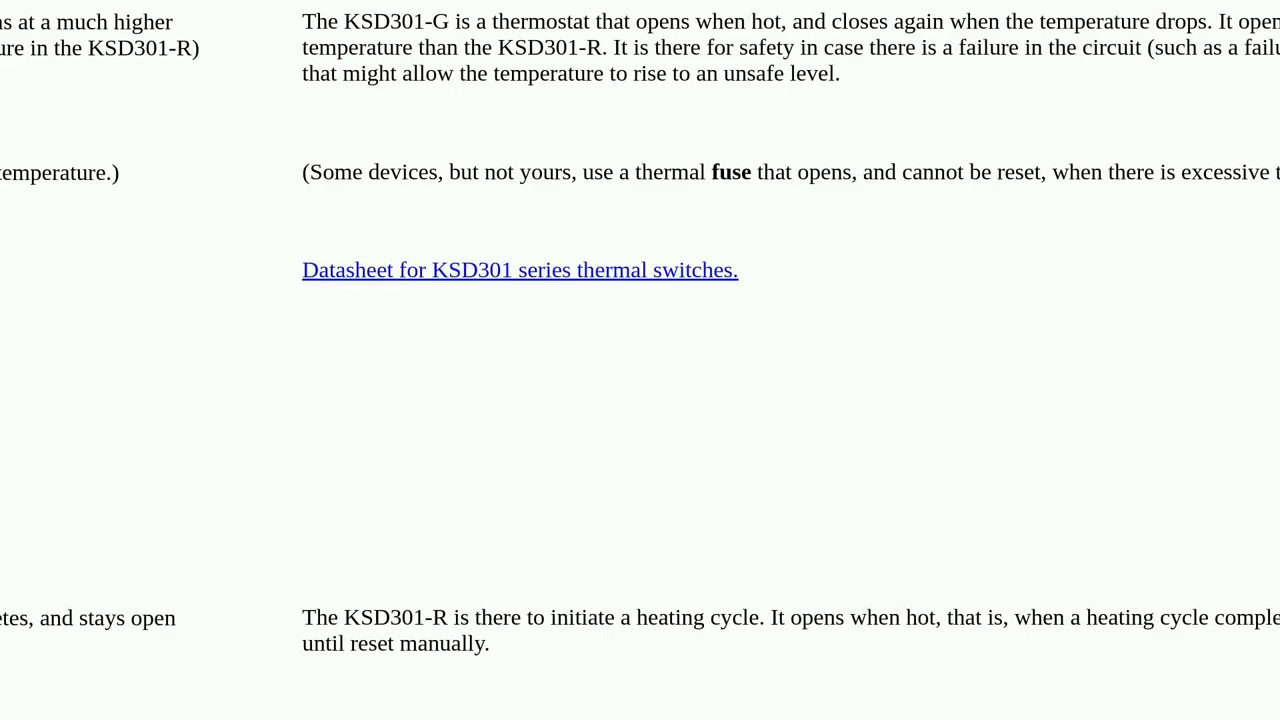 ns at a much higher
ure in the KSD301-R)
The KSD301-G is a thermostat that opens when hot, and closes again when the temperature drops. It open
temperature than the KSD301-R. It is there for safety in case there is a failure in the circuit (such as a failu
that might allow the temperature to rise to an unsafe level.
temperature.)
(Some devices, but not yours, use a thermal fuse that opens, and cannot be reset, when there is excessive t
Datasheet for KSD301 series thermal switches.
etes, and stays open
The KSD301-R is there to initiate a heating cycle. It opens when hot, that is, when a heating cycle comple
until reset manually.